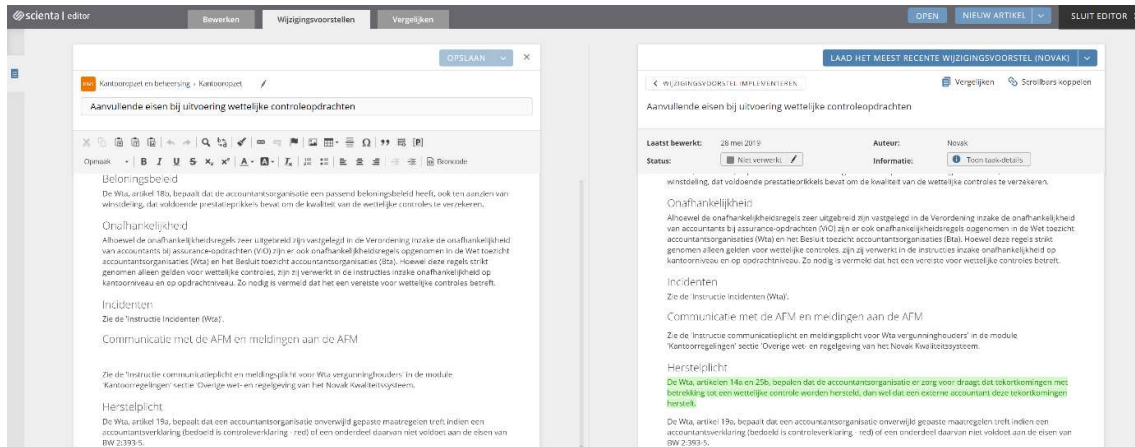 scienta | editor
Bewerken
Wijzigingsvoorstellen
Vergelijken
OPEN
NIEUW ARTIKEL
SLUIT EDITOR
OPSLAAN
Kantooropzet en beheersing › Kantooropzet
Aanvullende eisen bij uitvoering wettelijke controleopdrachten
Opmaak
B I U S x₂ x² A
Broncode
Beloningsbeleid
De Wta, artikel 18b, bepaalt dat de accountantsorganisatie een passend beloningsbeleid heeft, ook ten aanzien van
winstdeling, dat voldoende prestatieprikkels bevat om de kwaliteit van de wettelijke controles te verzekeren.
Onafhankelijkheid
Alhoewel de onafhankelijkheidsregels zeer uitgebreid zijn vastgelegd in de Verordening inzake de onafhankelijkheid
van accountants bij assurance-opdrachten (ViO) zijn er ook onafhankelijkheidsregels opgenomen in de Wet toezicht
accountantsorganisaties (Wta) en het Besluit toezicht accountantsorganisaties (Bta). Hoewel deze regels strikt
genomen alleen gelden voor wettelijke controles, zijn zij verwerkt in de instructies inzake onafhankelijkheid op
kantoorniveau en op opdrachtniveau. Zo nodig is vermeld dat het een vereiste voor wettelijke controles betreft.
Incidenten
Zie de 'Instructie Incidenten (Wta)'.
Communicatie met de AFM en meldingen aan de AFM
Zie de 'Instructie communicatieplicht en meldingsplicht voor Wta vergunninghouders' in de module
'Kantoorregelingen' sectie 'Overige wet- en regelgeving van het Novak Kwaliteitssysteem.
Herstelplicht
De Wta, artikel 19a, bepaalt dat een accountantsorganisatie onverwijld gepaste maatregelen treft indien een
accountantsverklaring (bedoeld is controleverklaring - red) of een onderdeel daarvan niet voldoet aan de eisen van
BW 2:393-5.
LAAD HET MEEST RECENTE WIJZIGINGSVOORSTEL (NOVAK)
WIJZIGINGSVOORSTEL IMPLEMENTEREN
Vergelijken
Scrollbars koppelen
Aanvullende eisen bij uitvoering wettelijke controleopdrachten
Laatst bewerkt: 28 mei 2019 Auteur: Novak
Status: Niet verwerkt Informatie: Toon taak-details
winstdeling, dat voldoende prestatieprikkels bevat om de kwaliteit van de wettelijke controles te verzekeren.
Onafhankelijkheid
Alhoewel de onafhankelijkheidsregels zeer uitgebreid zijn vastgelegd in de Verordening inzake de onafhankelijkheid
van accountants bij assurance-opdrachten (ViO) zijn er ook onafhankelijkheidsregels opgenomen in de Wet toezicht
accountantsorganisaties (Wta) en het Besluit toezicht accountantsorganisaties (Bta). Hoewel deze regels strikt
genomen alleen gelden voor wettelijke controles, zijn zij verwerkt in de instructies inzake onafhankelijkheid op
kantoorniveau en op opdrachtniveau. Zo nodig is vermeld dat het een vereiste voor wettelijke controles betreft.
Incidenten
Zie de 'Instructie Incidenten (Wta)'.
Communicatie met de AFM en meldingen aan de AFM
Zie de 'Instructie communicatieplicht en meldingsplicht voor Wta vergunninghouders' in de module
'Kantoorregelingen' sectie 'Overige wet- en regelgeving van het Novak Kwaliteitssysteem.
Herstelplicht
De Wta, artikelen 14a en 25b, bepalen dat de accountantsorganisatie er zorg voor draagt dat tekortkomingen met
betrekking tot een wettelijke controle worden hersteld, dan wel dat een externe accountant deze tekortkomingen
herstelt.
De Wta, artikel 19a, bepaalt dat een accountantsorganisatie onverwijld gepaste maatregelen treft indien een
accountantsverklaring (bedoeld is controleverklaring - red) of een onderdeel daarvan niet voldoet aan de eisen van
BW 2:393-5.